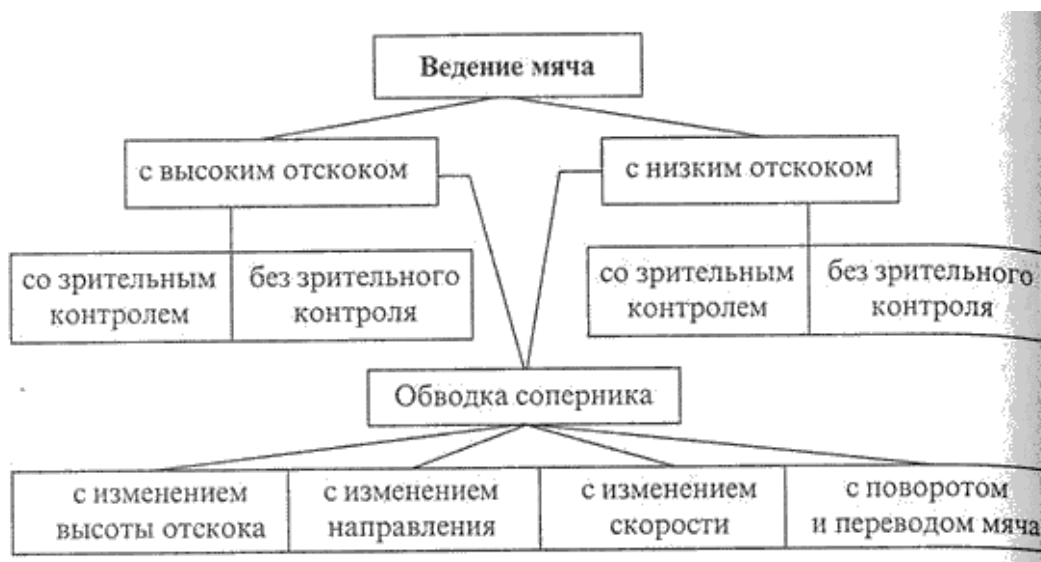 Ведение мяча
с высоким отскоком
с низким отскоком
со зрительным
контролем
без зрительного
контроля
со зрительным
контролем
без зрительного
контроля
Обводка соперника
с изменением
высоты отскока
с изменением
направления
с изменением
скорости
с поворотом
и переводом мяча